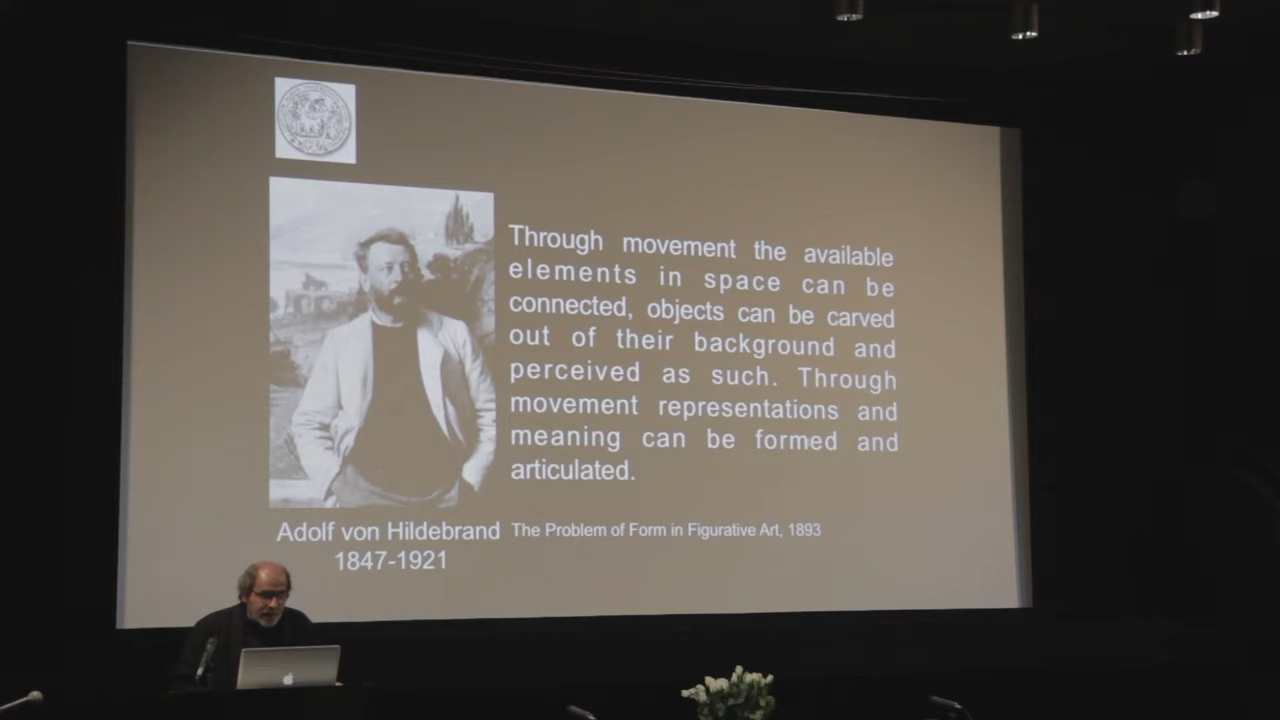 Through movement the available
elements in space can be
connected, objects can be carved
out of their background and
perceived as such. Through
movement representations and
meaning can be formed and
articulated.
Adolf von Hildebrand
1847-1921
The Problem of Form in Figurative Art, 1893